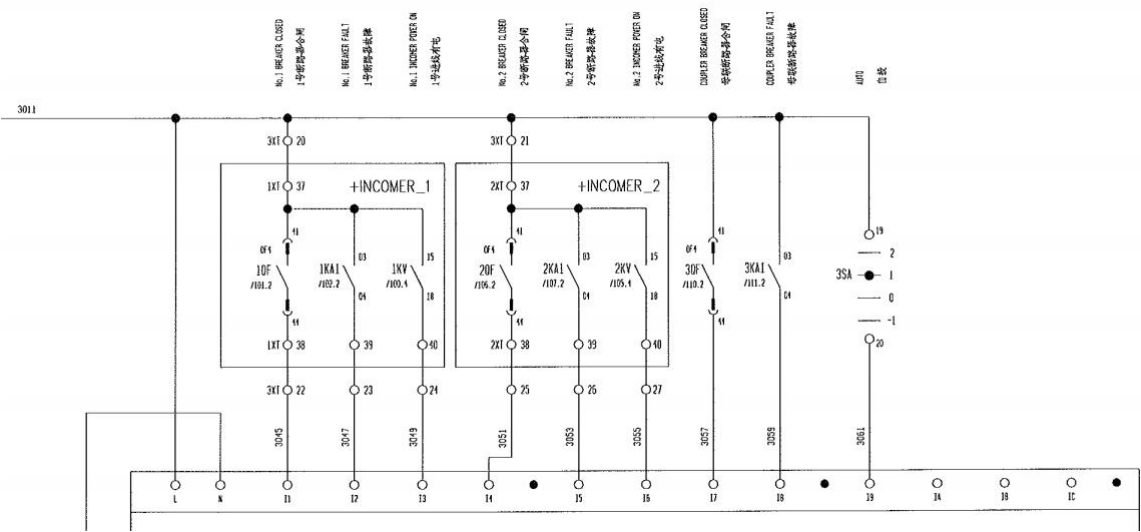 No.1 BREAKER CLOSED
1号断路器合闸
No.1 BREAKER FAULT
1号断路器故障
No.1 INCOMER POWER ON
1号进线有电
No.2 BREAKER CLOSED
2号断路器合闸
No.2 BREAKER FAULT
2号断路器故障
No.2 INCOMER POWER ON
2号进线有电
COUPLER BREAKER CLOSED
母联断路器合闸
COUPLER BREAKER FAULT
母联断路器故障
AUTO
自投
3011
3XT 20
3XT 21
1XT 37
+INCOMER_1
2XT 37
+INCOMER_2
41
03
15
41
03
15
41
03
19
OF4
OF4
OF4
1QF
/101.2
1KA1
/102.2
1KV
/100.4
2QF
/106.2
2KA1
/107.2
2KV
/105.4
3QF
/110.2
3KA1
/111.2
3SA
2
1
0
-1
44
04
18
44
04
18
44
04
20
1XT 38
39
40
2XT 38
39
40
3XT 22
23
24
25
26
27
3045
3047
3049
3051
3053
3055
3057
3059
3061
L
N
I1
I2
I3
I4
I5
I6
I7
I8
I9
IA
IB
IC